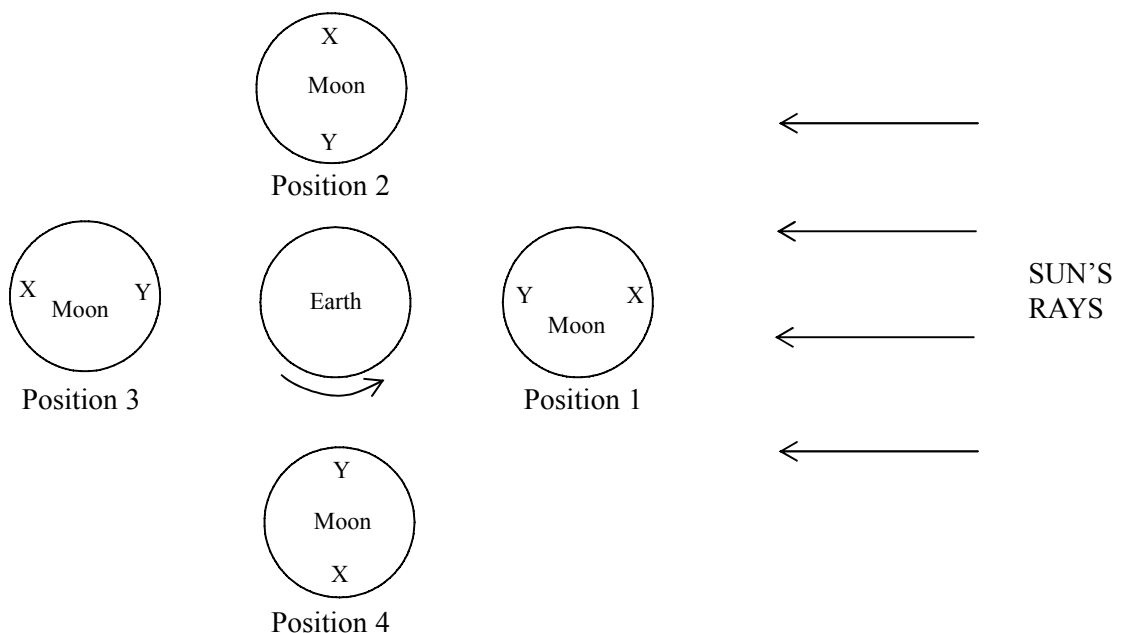 X
Moon
Y
Position 2
X
Moon
Y
Position 3
Earth
Y
Moon
X
Position 1
SUN’S
RAYS
Y
Moon
X
Position 4